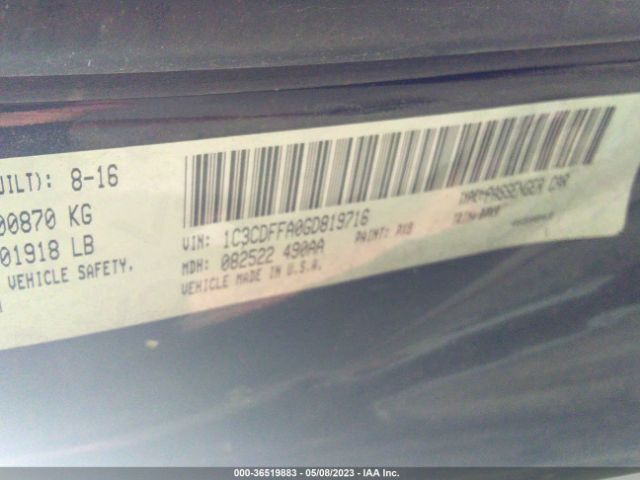 UILT): 8-16
00870 KG
01918 LB
VEHICLE SAFETY.
VIN: 1C3CDFFA0GD819716
TYPE:PASSENGER CAR
MDH: 082522 490AA
PAINT: PX8
VEHICLE MADE IN U.S.A.
000-36519883 - 05/08/2023 - IAA Inc.